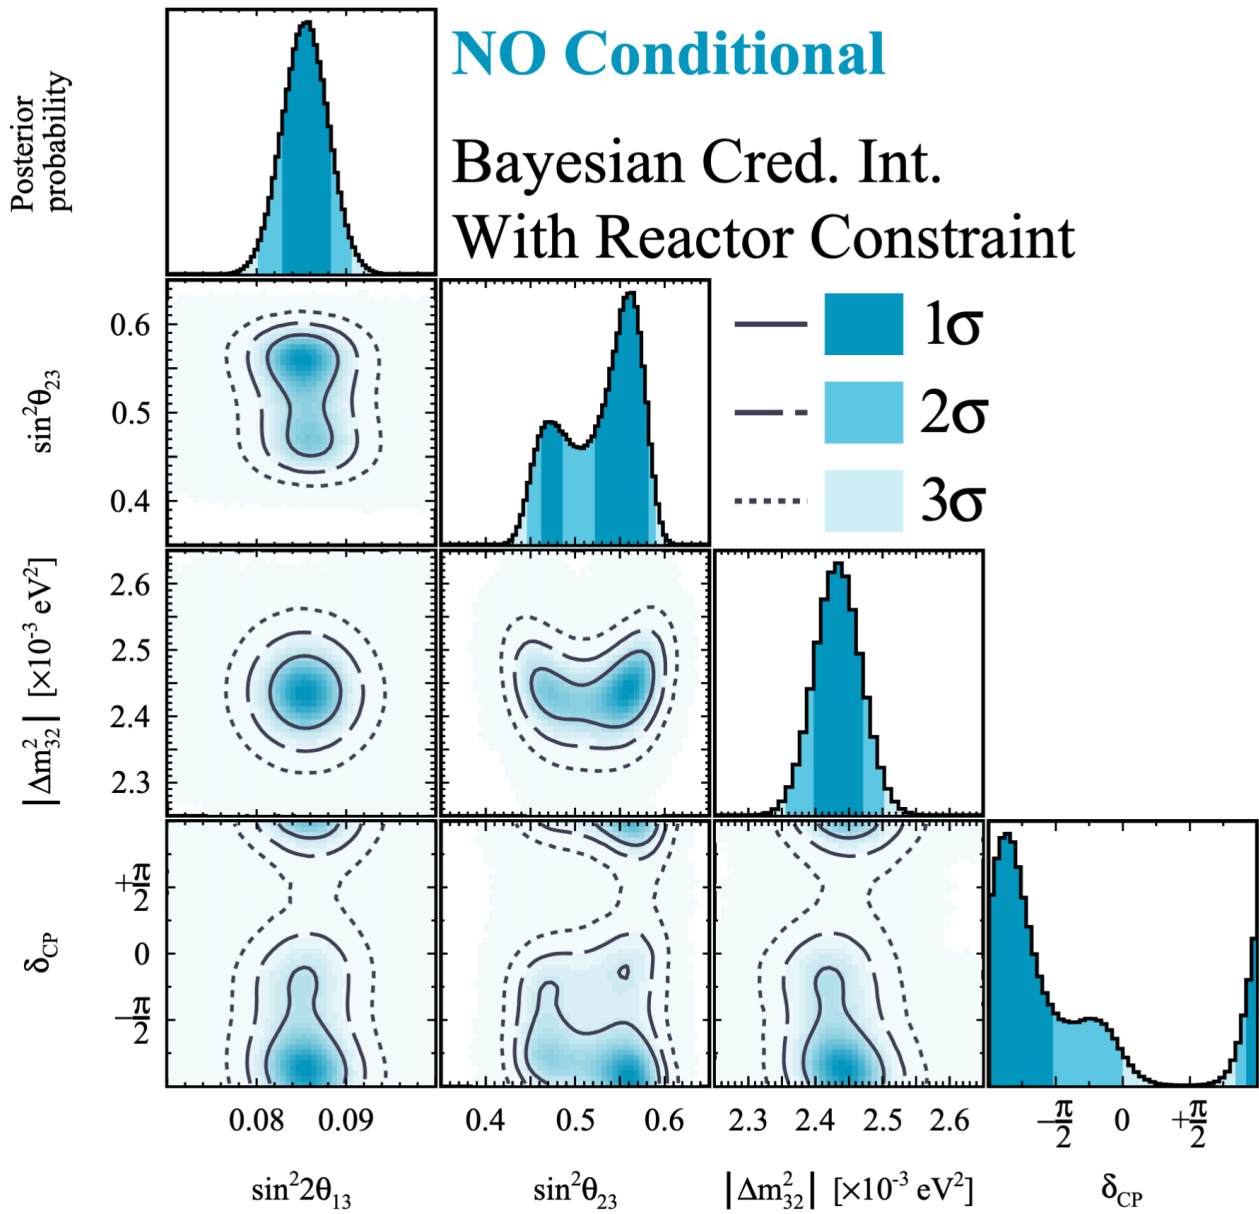 Posterior
probability
NO Conditional
Bayesian Cred. Int.
With Reactor Constraint
1σ
2σ
3σ
sin²θ₂₃
0.6
0.5
0.4
|Δm²₃₂| [×10⁻³ eV²]
2.6
2.5
2.4
2.3
δ_CP
+π/2
0
−π/2
0.08 0.09
0.4 0.5 0.6
2.3 2.4 2.5 2.6
−π/2 0 +π/2
sin²2θ₁₃
sin²θ₂₃
|Δm²₃₂| [×10⁻³ eV²]
δ_CP